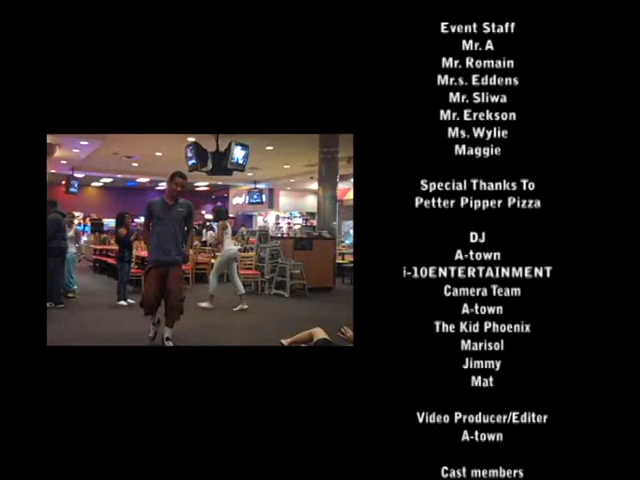 Event Staff
Mr. A
Mr. Romain
Mr.s. Eddens
Mr. Sliwa
Mr. Erekson
Ms. Wylie
Maggie
Special Thanks To
Petter Pipper Pizza
DJ
A-town
i-10ENTERTAINMENT
Camera Team
A-town
The Kid Phoenix
Marisol
Jimmy
Mat
Video Producer/Editer
A-town
Cast members